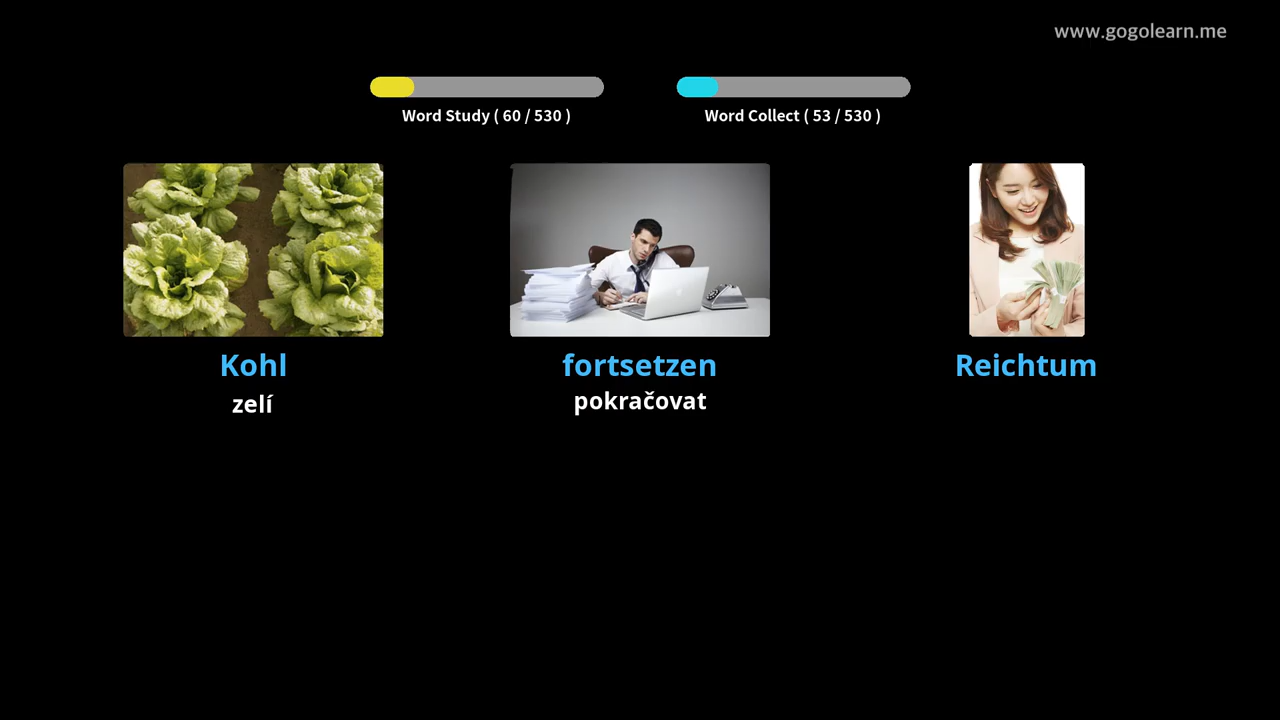 www.gogolearn.me
Word Study ( 60 / 530 )
Word Collect ( 53 / 530 )
Kohl
zelí
fortsetzen
pokračovat
Reichtum